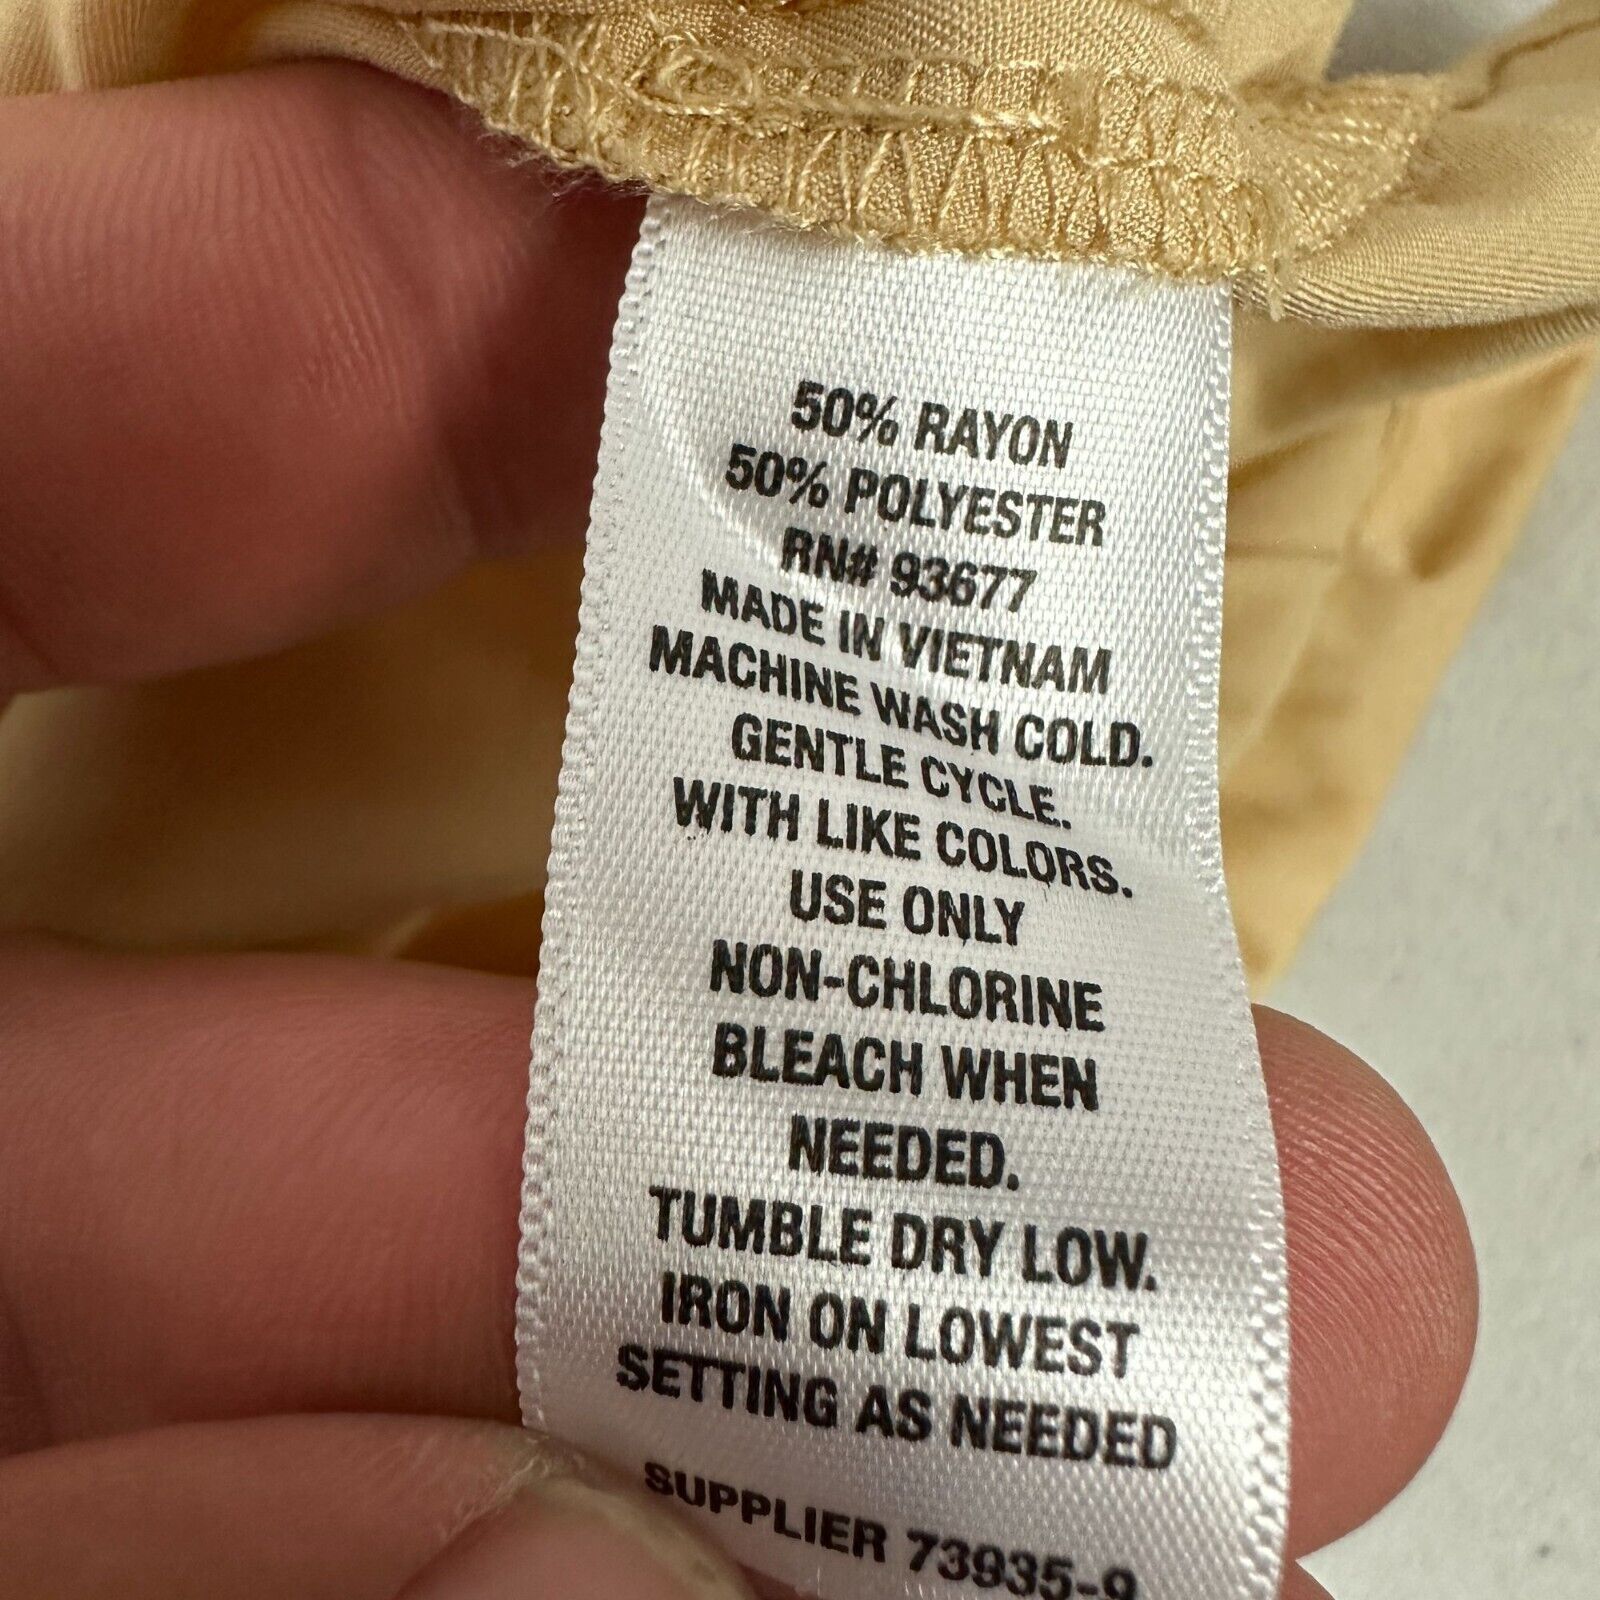 50% RAYON
50% POLYESTER
RN# 93677
MADE IN VIETNAM
MACHINE WASH COLD.
GENTLE CYCLE.
WITH LIKE COLORS.
USE ONLY
NON-CHLORINE
BLEACH WHEN
NEEDED.
TUMBLE DRY LOW.
IRON ON LOWEST
SETTING AS NEEDED
SUPPLIER 73935-9